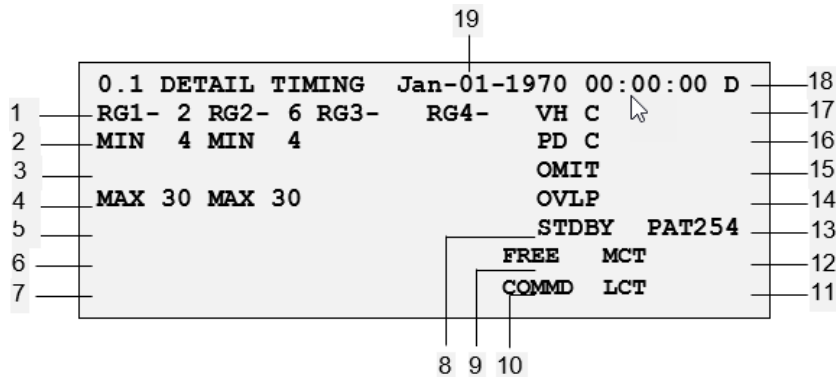 19
0.1 DETAIL TIMING Jan-01-1970 00:00:00 D 18
1 RG1- 2 RG2- 6 RG3- RG4- VH C 17
2 MIN 4 MIN 4 PD C 16
3 OMIT 15
4 MAX 30 MAX 30 OVLP 14
5 STDBY PAT254 13
6 FREE MCT 12
7 COMMD LCT 11
8 9 10